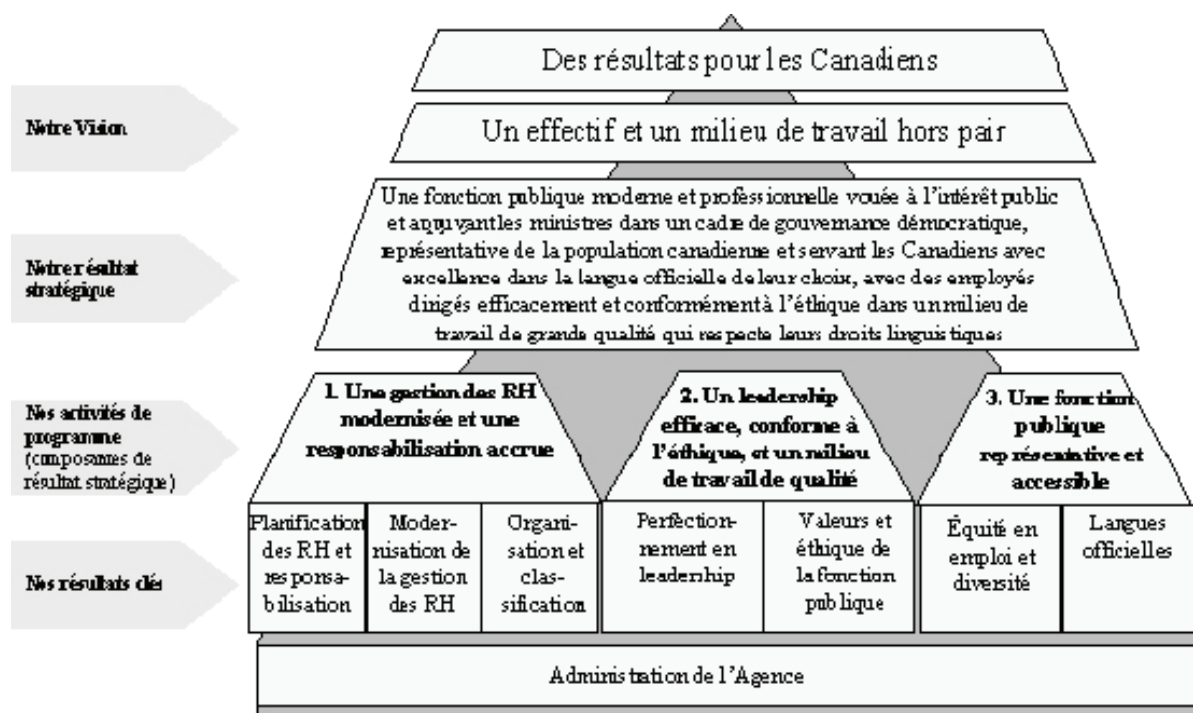 Des résultats pour les Canadiens
Notre Vision
Un effectif et un milieu de travail hors pair
Une fonction publique moderne et professionnelle vouée à l'intérêt public
et appuyant les ministres dans un cadre de gouvernance démocratique,
représentative de la population canadienne et servant les Canadiens avec
excellence dans la langue officielle de leur choix, avec des employés
dirigés efficacement et conformément à l'éthique dans un milieu de
travail de grande qualité qui respecte leurs droits linguistiques
Notre résultat
stratégique
Nos activités de
programme
(composantes de
résultat stratégique)
1. Une gestion des RH
modernisée et une
responsabilisation accrue
2. Un leadership
efficace, conforme à
l'éthique, et un milieu
de travail de qualité
3. Une fonction
publique
représentative et
accessible
Nos résultats clés
Planification
des RH et
responsa-
bilisation
Moder-
nisation de
la gestion
des RH
Organi-
sation et
clas-
sification
Perfection-
nement en
leadership
Valeurs et
éthique de
la fonction
publique
Équité en
emploi et
diversité
Langues
officielles
Administration de l'Agence